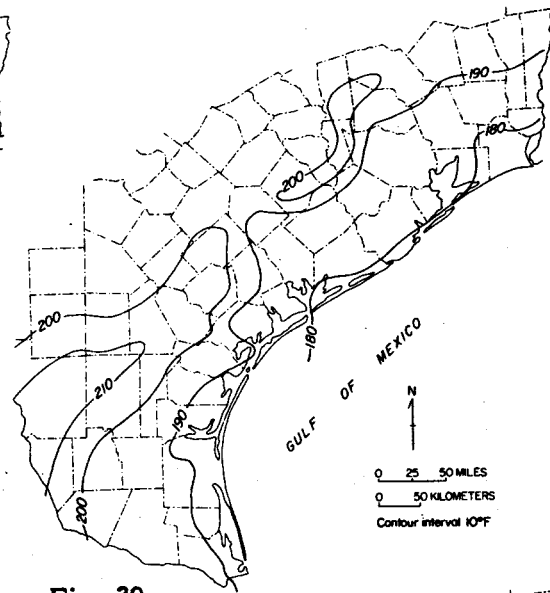 190
180
200
200
180
210
190
200
GULF OF MEXICO
N
0 25 50 MILES
0 50 KILOMETERS
Contour interval 10°F